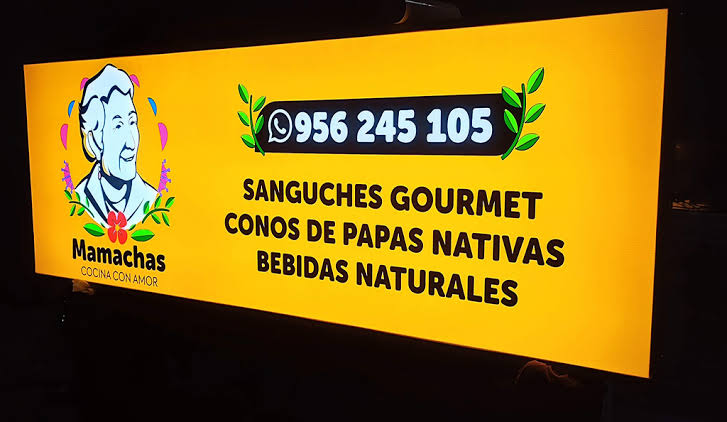 Mamachas
COCINA CON AMOR
956 245 105
SANGUCHES GOURMET
CONOS DE PAPAS NATIVAS
BEBIDAS NATURALES